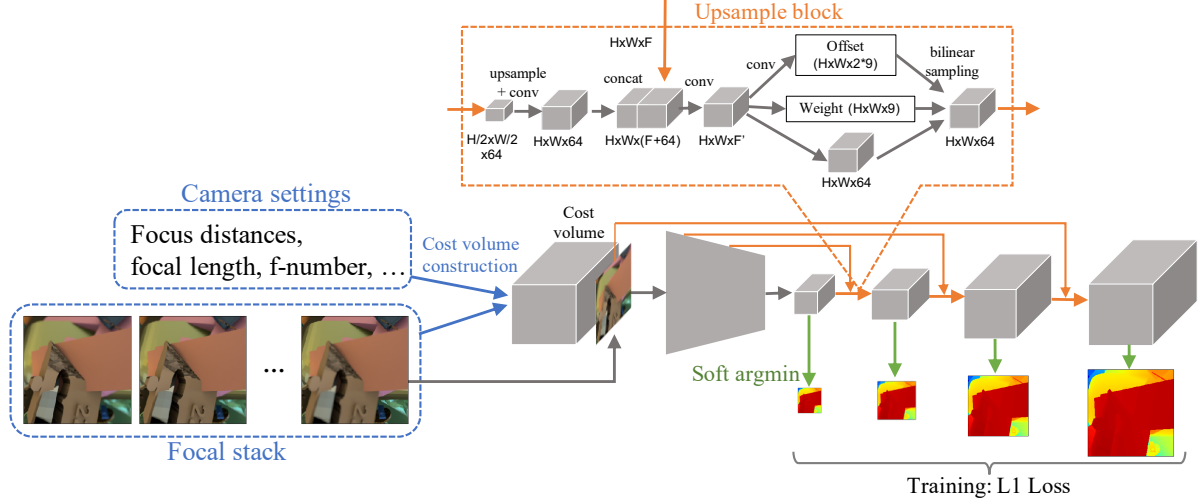 Upsample block
HxWxF
upsample
+ conv
concat
conv
conv
Offset
(HxWx2*9)
bilinear
sampling
Weight (HxWx9)
H/2xW/2
x64
HxWx64
HxWx(F+64)
HxWxF'
HxWx64
HxWx64
Camera settings
Focus distances,
focal length, f-number, …
Cost volume
construction
Cost
volume
...
Soft argmin
Focal stack
Training: L1 Loss